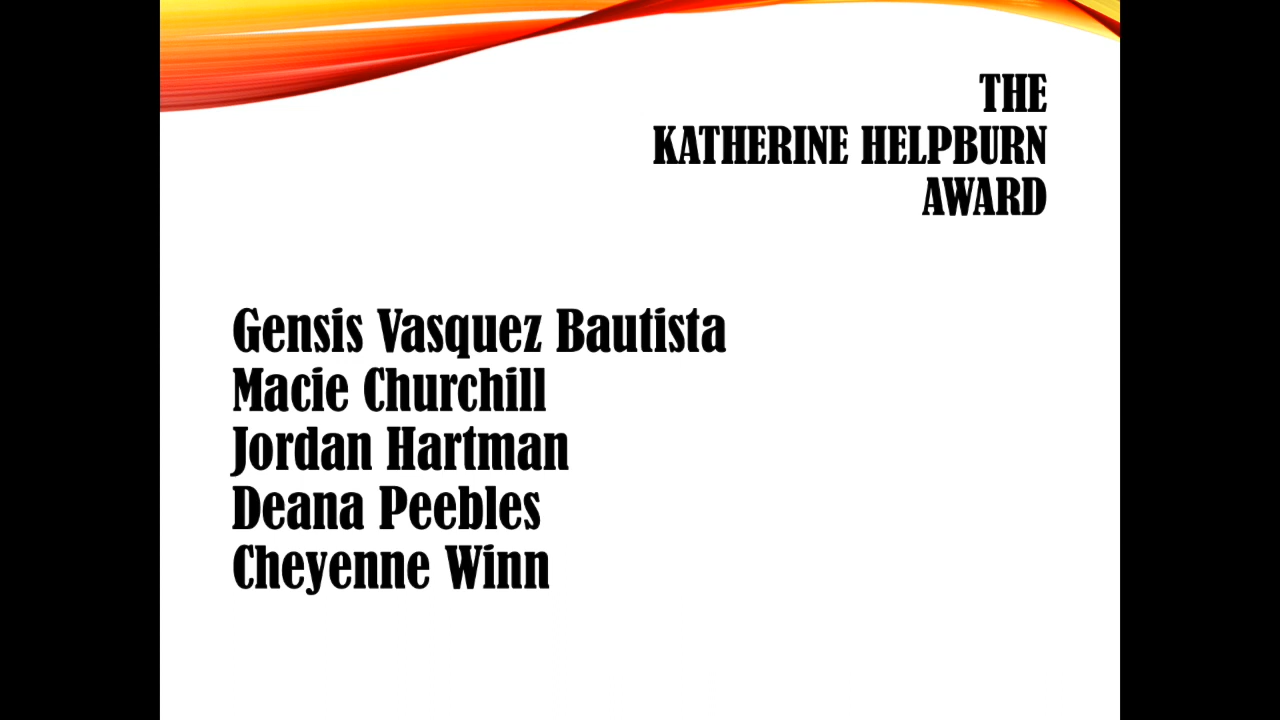 THE
KATHERINE HELPBURN
AWARD
Gensis Vasquez Bautista
Macie Churchill
Jordan Hartman
Deana Peebles
Cheyenne Winn